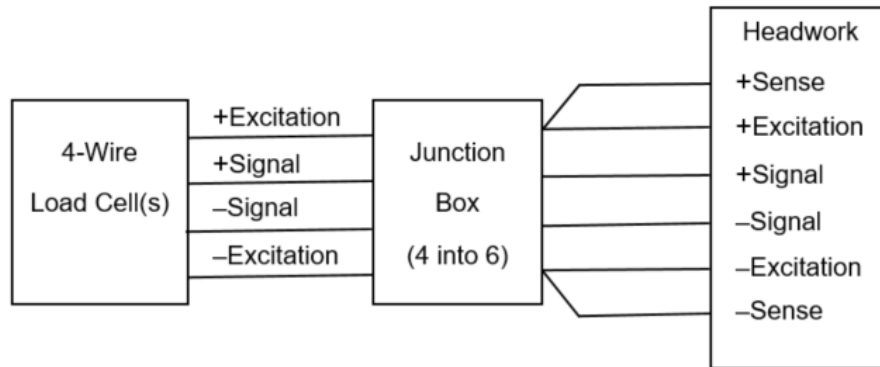 4-Wire
Load Cell(s)
+Excitation
+Signal
–Signal
–Excitation
Junction
Box
(4 into 6)
Headwork
+Sense
+Excitation
+Signal
–Signal
–Excitation
–Sense